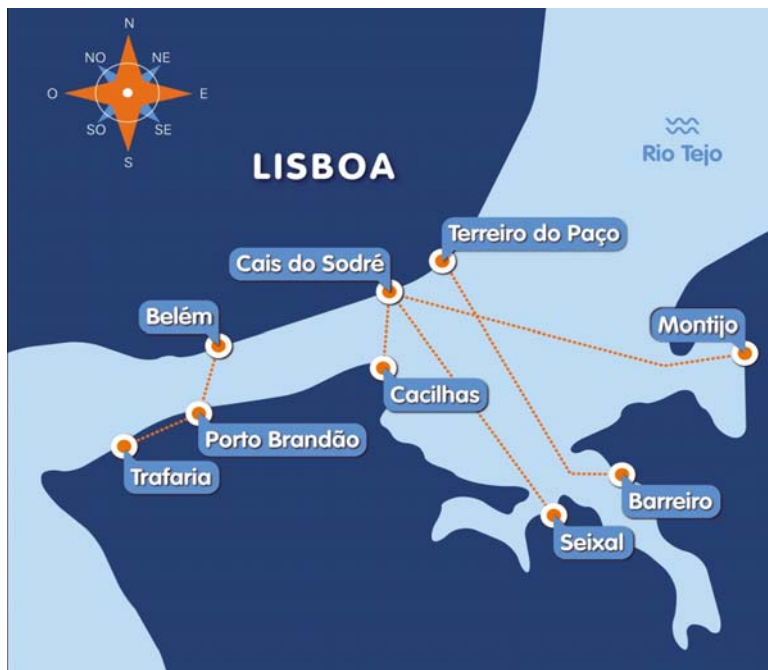 N
NO
NE
O
E
SO
SE
S
LISBOA
Rio Tejo
Terreiro do Paço
Cais do Sodré
Belém
Montijo
Cacilhas
Porto Brandão
Trafaria
Barreiro
Seixal